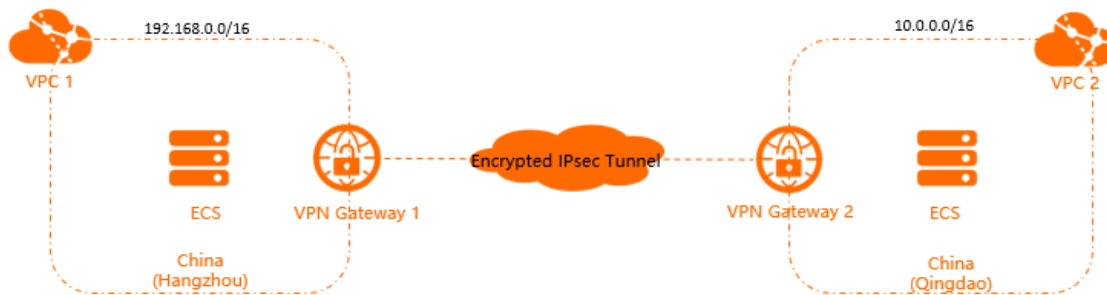 192.168.0.0/16
10.0.0.0/16
VPC 1
VPC 2
Encrypted IPsec Tunnel
ECS
VPN Gateway 1
VPN Gateway 2
ECS
China
(Hangzhou)
China
(Qingdao)